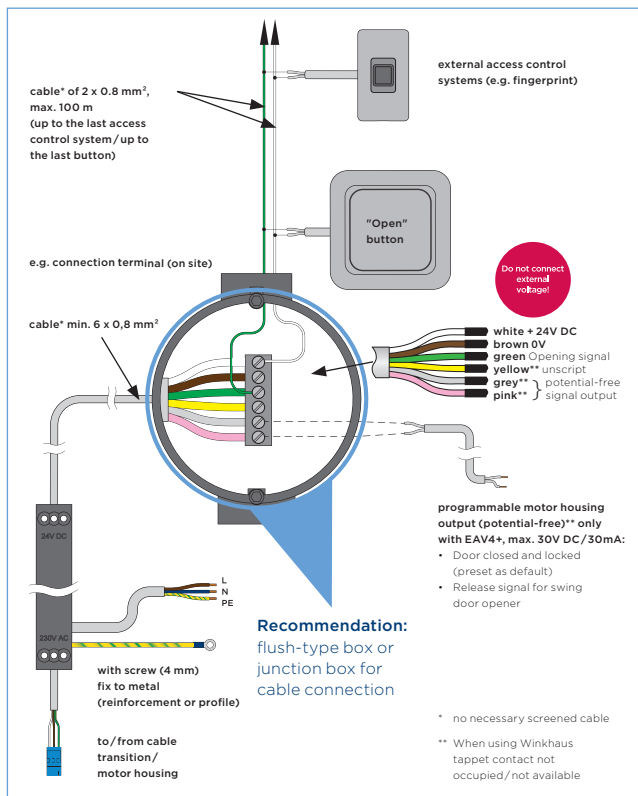 external access control
systems (e.g. fingerprint)
cable* of 2 x 0.8 mm²,
max. 100 m
(up to the last access
control system/up to
the last button)
"Open"
button
e.g. connection terminal (on site)
Do not connect
external
voltage!
cable* min. 6 x 0,8 mm²
white + 24V DC
brown 0V
green Opening signal
yellow** unscript
grey** potential-free
pink** signal output
programmable motor housing
output (potential-free)** only
with EAV4+, max. 30V DC/30mA:
• Door closed and locked
(preset as default)
• Release signal for swing
door opener
24V DC
L
N
PE
230V AC
Recommendation:
flush-type box or
junction box for
cable connection
with screw (4 mm)
fix to metal
(reinforcement or profile)
to/from cable
transition/
motor housing
* no necessary screened cable
** When using Winkhaus
tappet contact not
occupied/not available